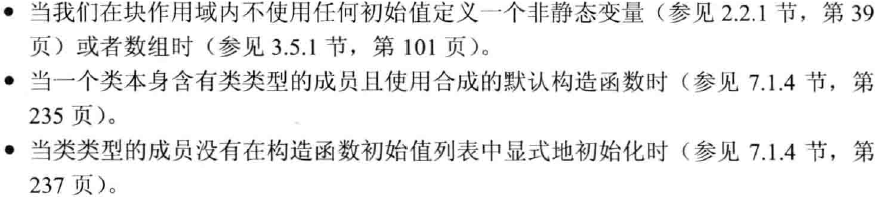 • 当我们在块作用域内不使用任何初始值定义一个非静态变量（参见 2.2.1 节，第 39
页）或者数组时（参见 3.5.1 节，第 101 页）。
• 当一个类本身含有类类型的成员且使用合成的默认构造函数时（参见 7.1.4 节，第
235 页）。
• 当类类型的成员没有在构造函数初始值列表中显式地初始化时（参见 7.1.4 节，第
237 页）。